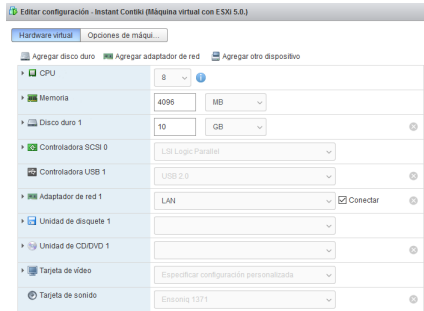 Editar configuración - Instant Contiki (Máquina virtual con ESXi 5.0.)
Hardware virtual Opciones de máqui...
Agregar disco duro Agregar adaptador de red Agregar otro dispositivo
CPU 8
Memoria 4096 MB
Disco duro 1 10 GB
Controladora SCSI 0 LSI Logic Parallel
Controladora USB 1 USB 2.0
Adaptador de red 1 LAN Conectar
Unidad de disquete 1
Unidad de CD/DVD 1
Tarjeta de vídeo Especificar configuración personalizada
Tarjeta de sonido Ensoniq 1371